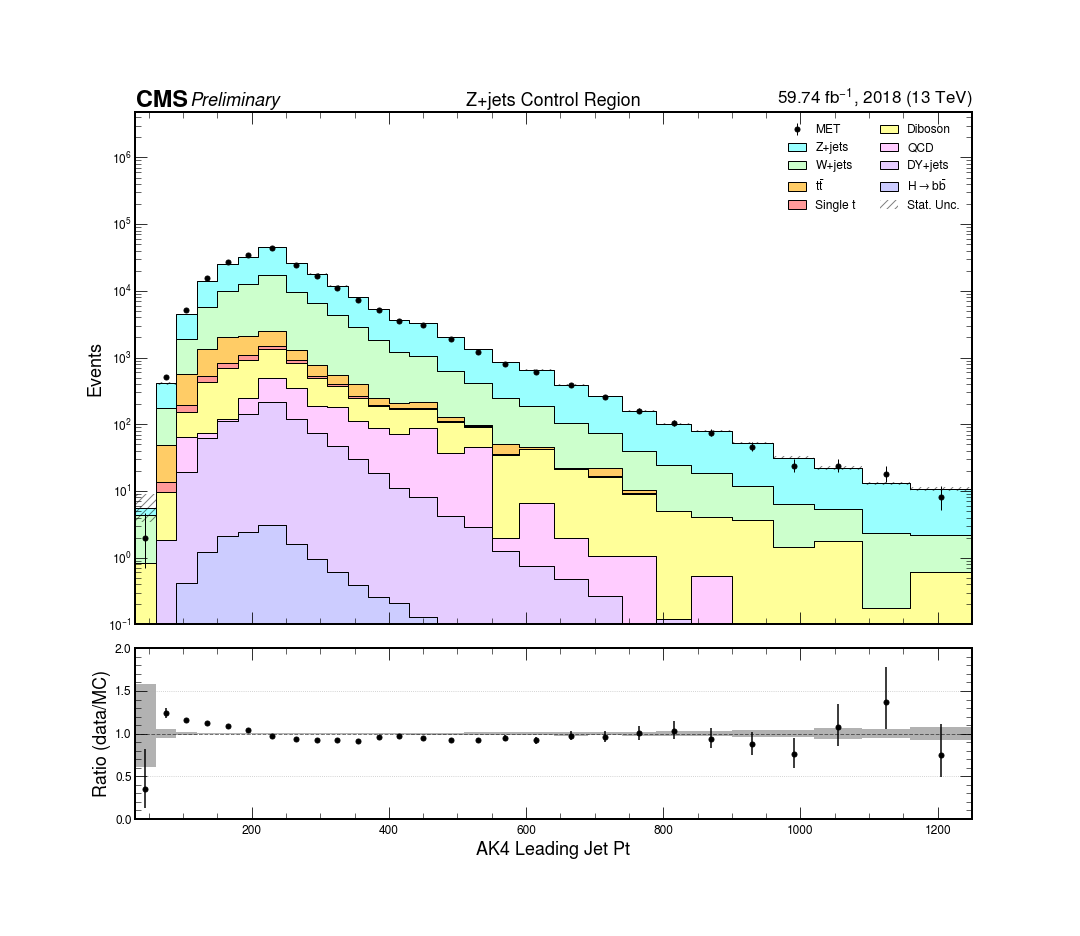 CMS Preliminary
Z+jets Control Region
59.74 fb⁻¹, 2018 (13 TeV)
MET
Z+jets
W+jets
tt̄
Single t
Diboson
QCD
DY+jets
H→bb̄
Stat. Unc.
Events
10⁶
10⁵
10⁴
10³
10²
10¹
10⁰
10⁻¹
Ratio (data/MC)
2.0
1.5
1.0
0.5
0.0
200 400 600 800 1000 1200
AK4 Leading Jet Pt